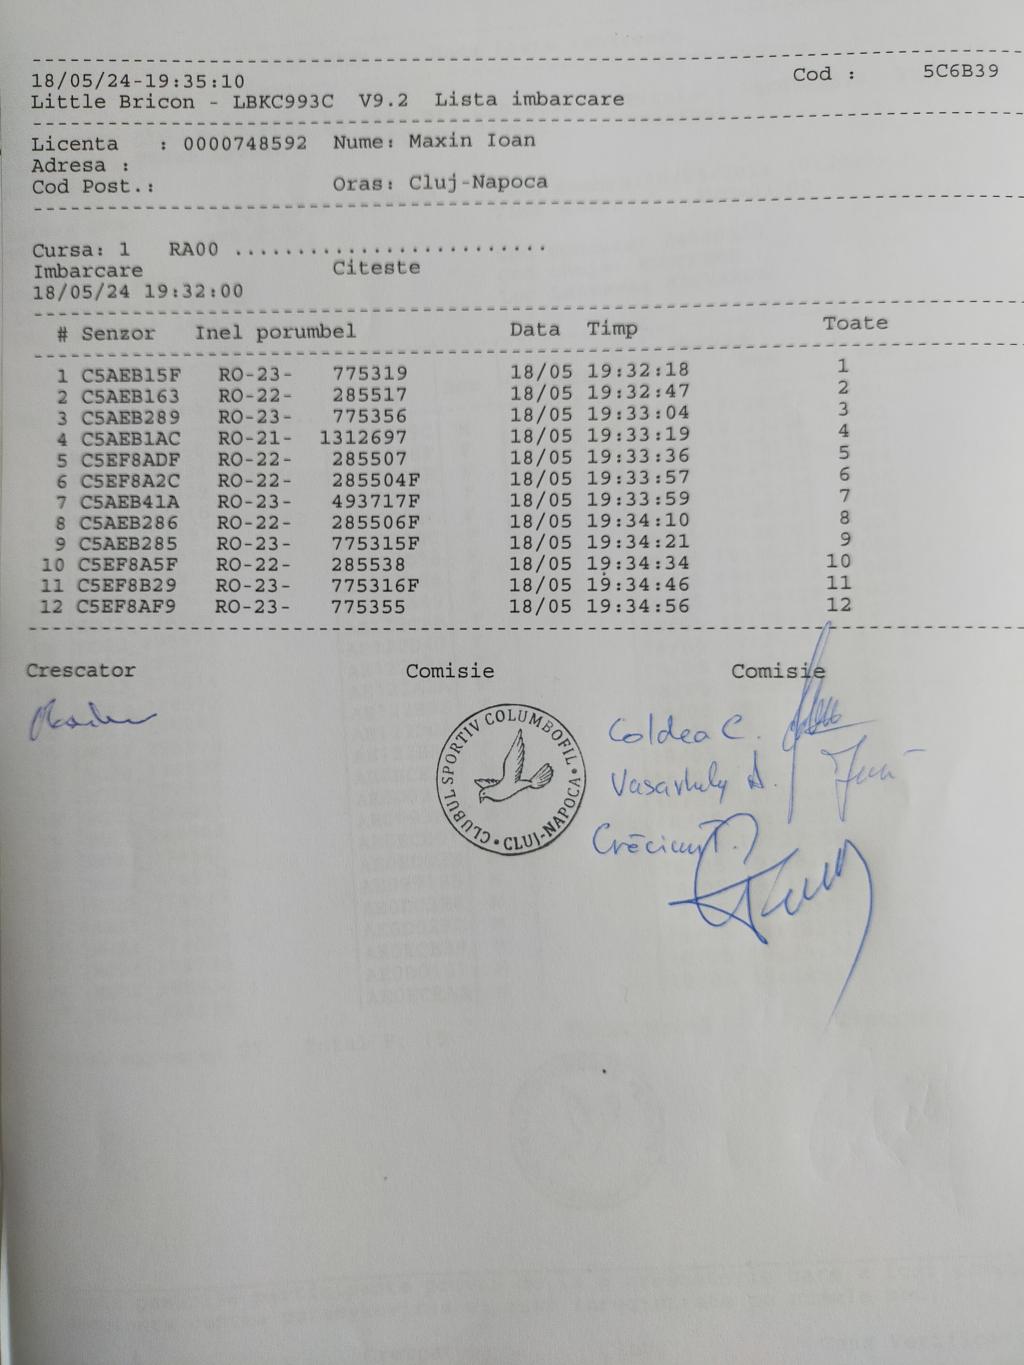 18/05/24-19:35:10 Cod : 5C6B39
Little Bricon - LBKC993C V9.2 Lista imbarcare
Licenta : 0000748592 Nume: Maxin Ioan
Adresa :
Cod Post.: Oras: Cluj-Napoca
Cursa: 1 RA00 .........................
Imbarcare Citeste
18/05/24 19:32:00
# Senzor Inel porumbel Data Timp Toate
1 C5AEB15F RO-23- 775319 18/05 19:32:18 1
2 C5AEB163 RO-22- 285517 18/05 19:32:47 2
3 C5AEB289 RO-23- 775356 18/05 19:33:04 3
4 C5AEB1AC RO-21- 1312697 18/05 19:33:19 4
5 C5EF8ADF RO-22- 285507 18/05 19:33:36 5
6 C5EF8A2C RO-22- 285504F 18/05 19:33:57 6
7 C5AEB41A RO-23- 493717F 18/05 19:33:59 7
8 C5AEB286 RO-22- 285506F 18/05 19:34:10 8
9 C5AEB285 RO-23- 775315F 18/05 19:34:21 9
10 C5EF8A5F RO-22- 285538 18/05 19:34:34 10
11 C5EF8B29 RO-23- 775316F 18/05 19:34:46 11
12 C5EF8AF9 RO-23- 775355 18/05 19:34:56 12
Crescator Comisie Comisie
CLUBUL SPORTIV COLUMBOFIL • CLUJ-NAPOCA •
Coldea C.